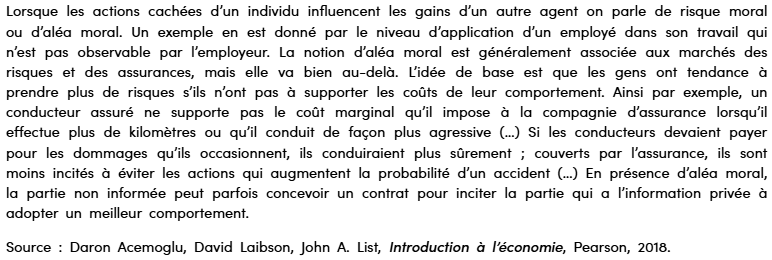 Lorsque les actions cachées d’un individu influencent les gains d’un autre agent on parle de risque moral
ou d’aléa moral. Un exemple en est donné par le niveau d’application d’un employé dans son travail qui
n’est pas observable par l’employeur. La notion d’aléa moral est généralement associée aux marchés des
risques et des assurances, mais elle va bien au-delà. L’idée de base est que les gens ont tendance à
prendre plus de risques s’ils n’ont pas à supporter les coûts de leur comportement. Ainsi par exemple, un
conducteur assuré ne supporte pas le coût marginal qu’il impose à la compagnie d’assurance lorsqu’il
effectue plus de kilomètres ou qu’il conduit de façon plus agressive (…) Si les conducteurs devaient payer
pour les dommages qu’ils occasionnent, ils conduiraient plus sûrement ; couverts par l’assurance, ils sont
moins incités à éviter les actions qui augmentent la probabilité d’un accident (…) En présence d’aléa moral,
la partie non informée peut parfois concevoir un contrat pour inciter la partie qui a l’information privée à
adopter un meilleur comportement.
Source : Daron Acemoglu, David Laibson, John A. List, Introduction à l’économie, Pearson, 2018.